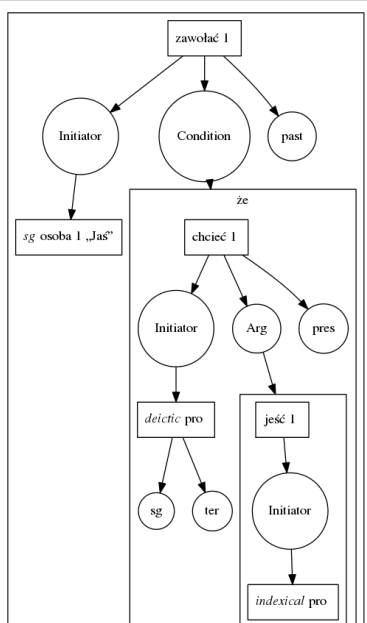 zawołać 1
Initiator
Condition
past
sg osoba 1 „Jaś”
że
chcieć 1
Initiator
Arg
pres
deictic pro
jeść 1
sg
ter
Initiator
indexical pro